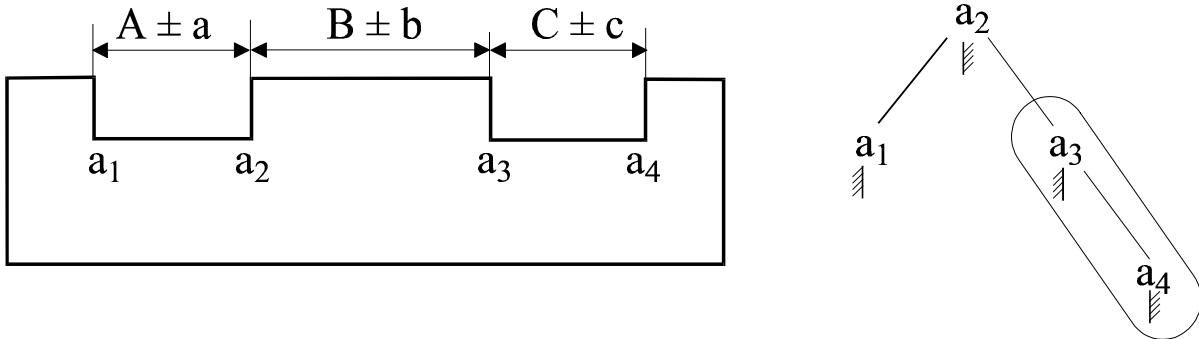 A ± a B ± b C ± c
a₁ a₂ a₃ a₄
a₂
a₁ a₃
a₄